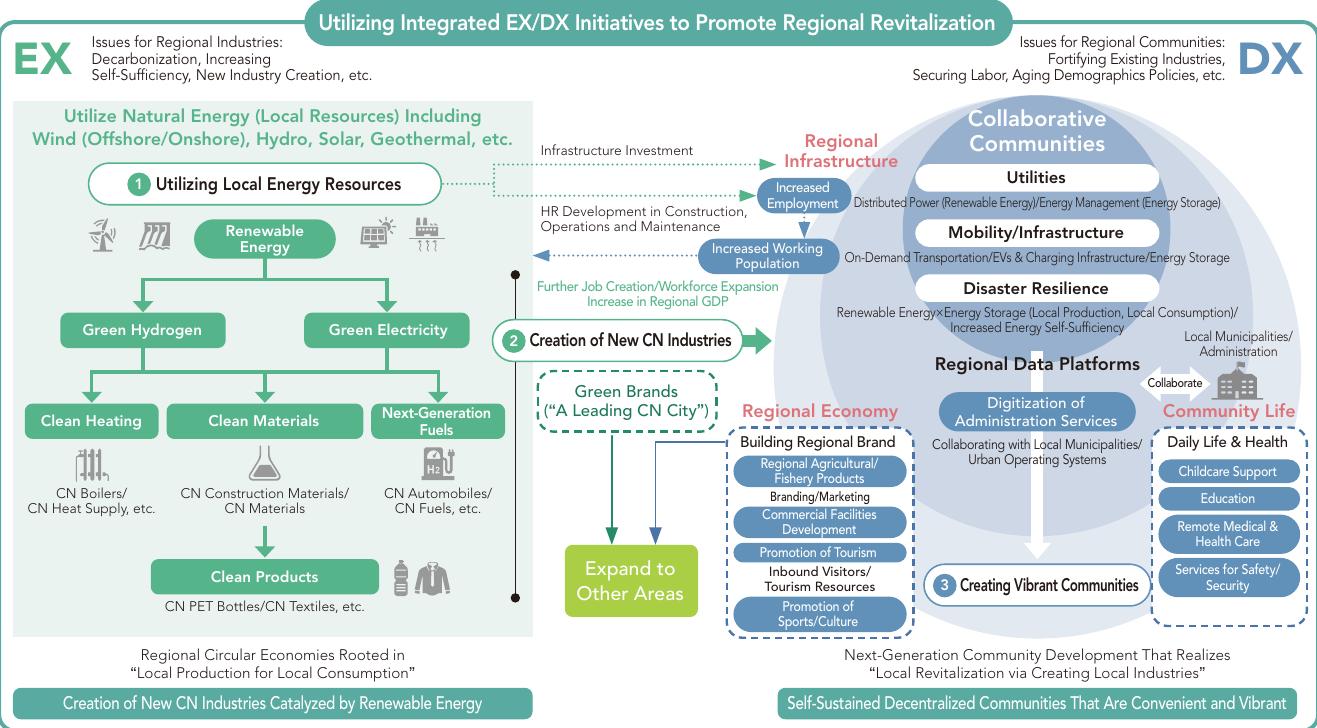 Utilizing Integrated EX/DX Initiatives to Promote Regional Revitalization
EX
Issues for Regional Industries:
Decarbonization, Increasing
Self-Sufficiency, New Industry Creation, etc.
Issues for Regional Communities:
Fortifying Existing Industries,
Securing Labor, Aging Demographics Policies, etc.
DX
Utilize Natural Energy (Local Resources) Including
Wind (Offshore/Onshore), Hydro, Solar, Geothermal, etc.
1 Utilizing Local Energy Resources
Renewable
Energy
Green Hydrogen
Green Electricity
Clean Heating
Clean Materials
Next-Generation
Fuels
H2
CN Boilers/
CN Heat Supply, etc.
CN Construction Materials/
CN Materials
CN Automobiles/
CN Fuels, etc.
Clean Products
CN PET Bottles/CN Textiles, etc.
Regional Circular Economies Rooted in
“Local Production for Local Consumption”
Creation of New CN Industries Catalyzed by Renewable Energy
Infrastructure Investment
HR Development in Construction,
Operations and Maintenance
Regional
Infrastructure
Increased
Employment
Increased Working
Population
Further Job Creation/Workforce Expansion
Increase in Regional GDP
2 Creation of New CN Industries
Green Brands
(“A Leading CN City”)
Expand to
Other Areas
Collaborative
Communities
Utilities
Distributed Power (Renewable Energy)/Energy Management (Energy Storage)
Mobility/Infrastructure
On-Demand Transportation/EVs & Charging Infrastructure/Energy Storage
Disaster Resilience
Renewable Energy×Energy Storage (Local Production, Local Consumption)/
Increased Energy Self-Sufficiency
Regional Data Platforms
Local Municipalities/
Administration
Collaborate
Digitization of
Administration Services
Collaborating with Local Municipalities/
Urban Operating Systems
3 Creating Vibrant Communities
Regional Economy
Building Regional Brand
Regional Agricultural/
Fishery Products
Branding/Marketing
Commercial Facilities
Development
Promotion of Tourism
Inbound Visitors/
Tourism Resources
Promotion of
Sports/Culture
Community Life
Daily Life & Health
Childcare Support
Education
Remote Medical &
Health Care
Services for Safety/
Security
Next-Generation Community Development That Realizes
“Local Revitalization via Creating Local Industries”
Self-Sustained Decentralized Communities That Are Convenient and Vibrant